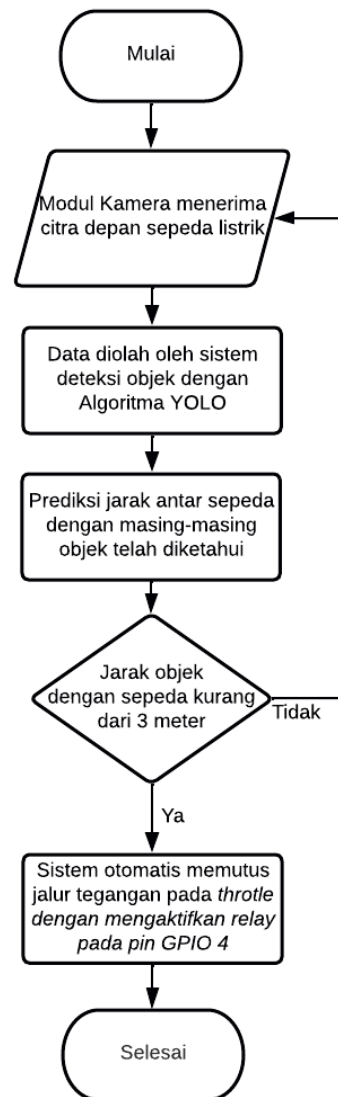 Mulai
Modul Kamera menerima
citra depan sepeda listrik
Data diolah oleh sistem
deteksi objek dengan
Algoritma YOLO
Prediksi jarak antar sepeda
dengan masing-masing
objek telah diketahui
Jarak objek
dengan sepeda kurang
dari 3 meter
Tidak
Ya
Sistem otomatis memutus
jalur tegangan pada throtle
dengan mengaktifkan relay
pada pin GPIO 4
Selesai